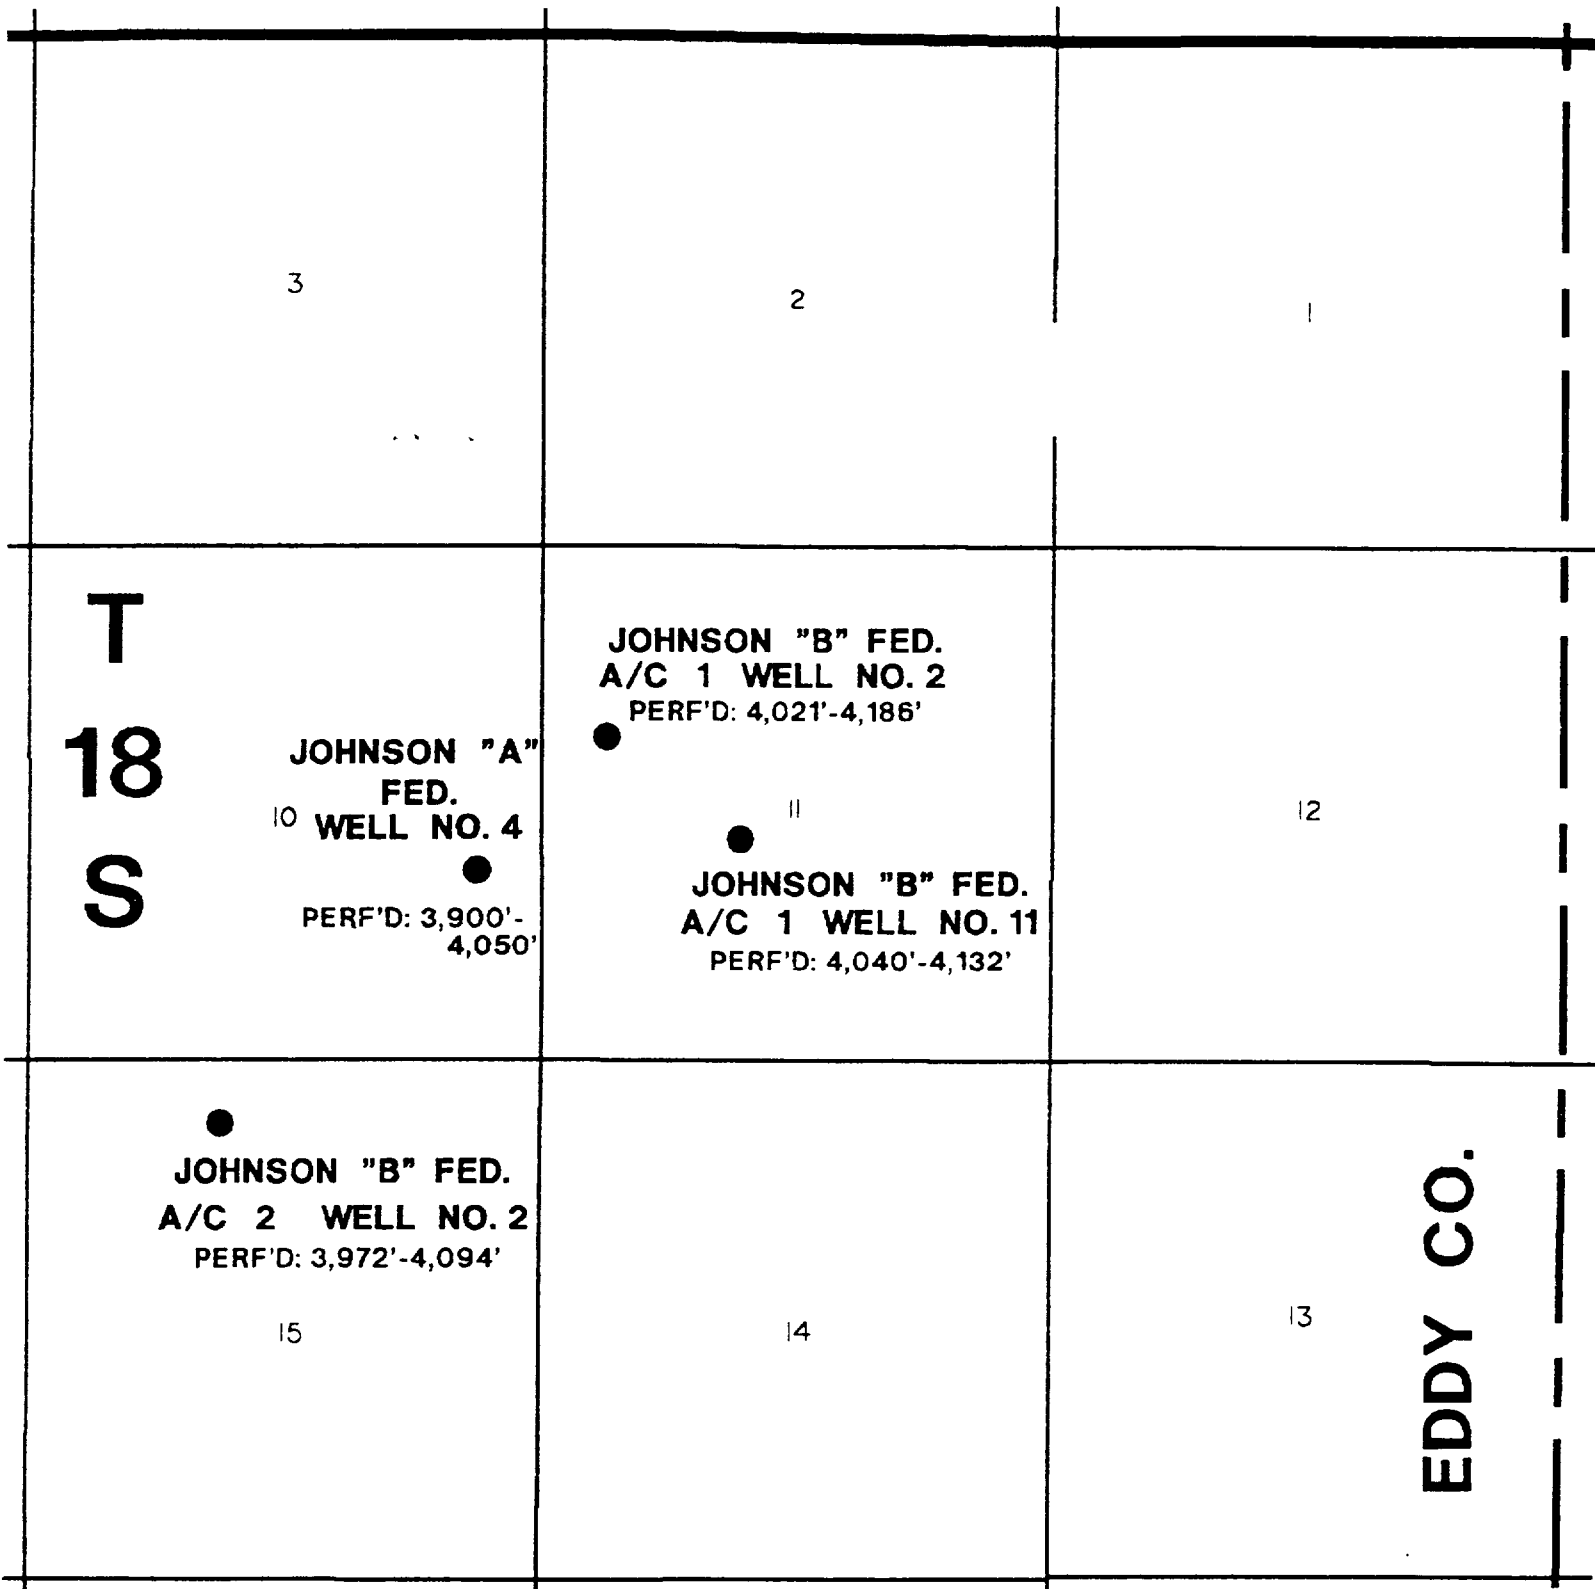 3
2
1
T
18
S
JOHNSON "A"
FED.
10 WELL NO. 4
PERF'D: 3,900'-
4,050'
JOHNSON "B" FED.
A/C 1 WELL NO. 2
PERF'D: 4,021'-4,186'
11
JOHNSON "B" FED.
A/C 1 WELL NO. 11
PERF'D: 4,040'-4,132'
12
JOHNSON "B" FED.
A/C 2 WELL NO. 2
PERF'D: 3,972'-4,094'
15
14
13
EDDY CO.